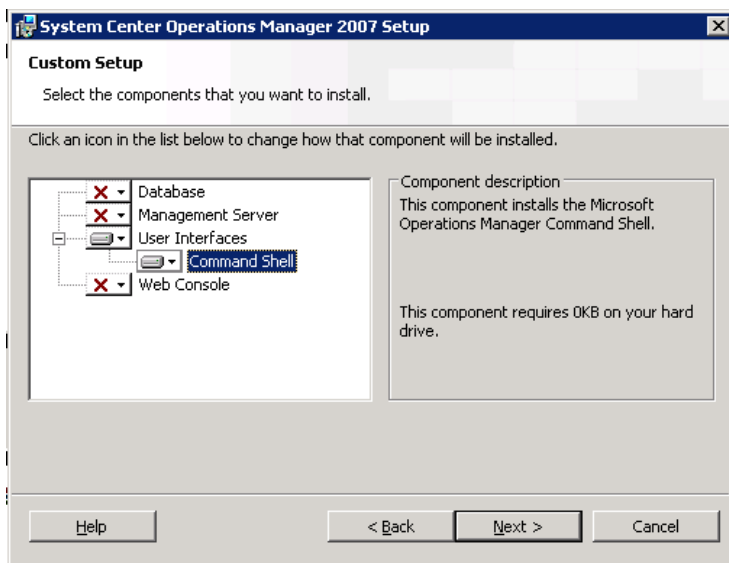 System Center Operations Manager 2007 Setup
Custom Setup
Select the components that you want to install.
Click an icon in the list below to change how that component will be installed.
Database
Management Server
User Interfaces
Command Shell
Web Console
Component description
This component installs the Microsoft
Operations Manager Command Shell.
This component requires 0KB on your hard
drive.
Help
< Back
Next >
Cancel